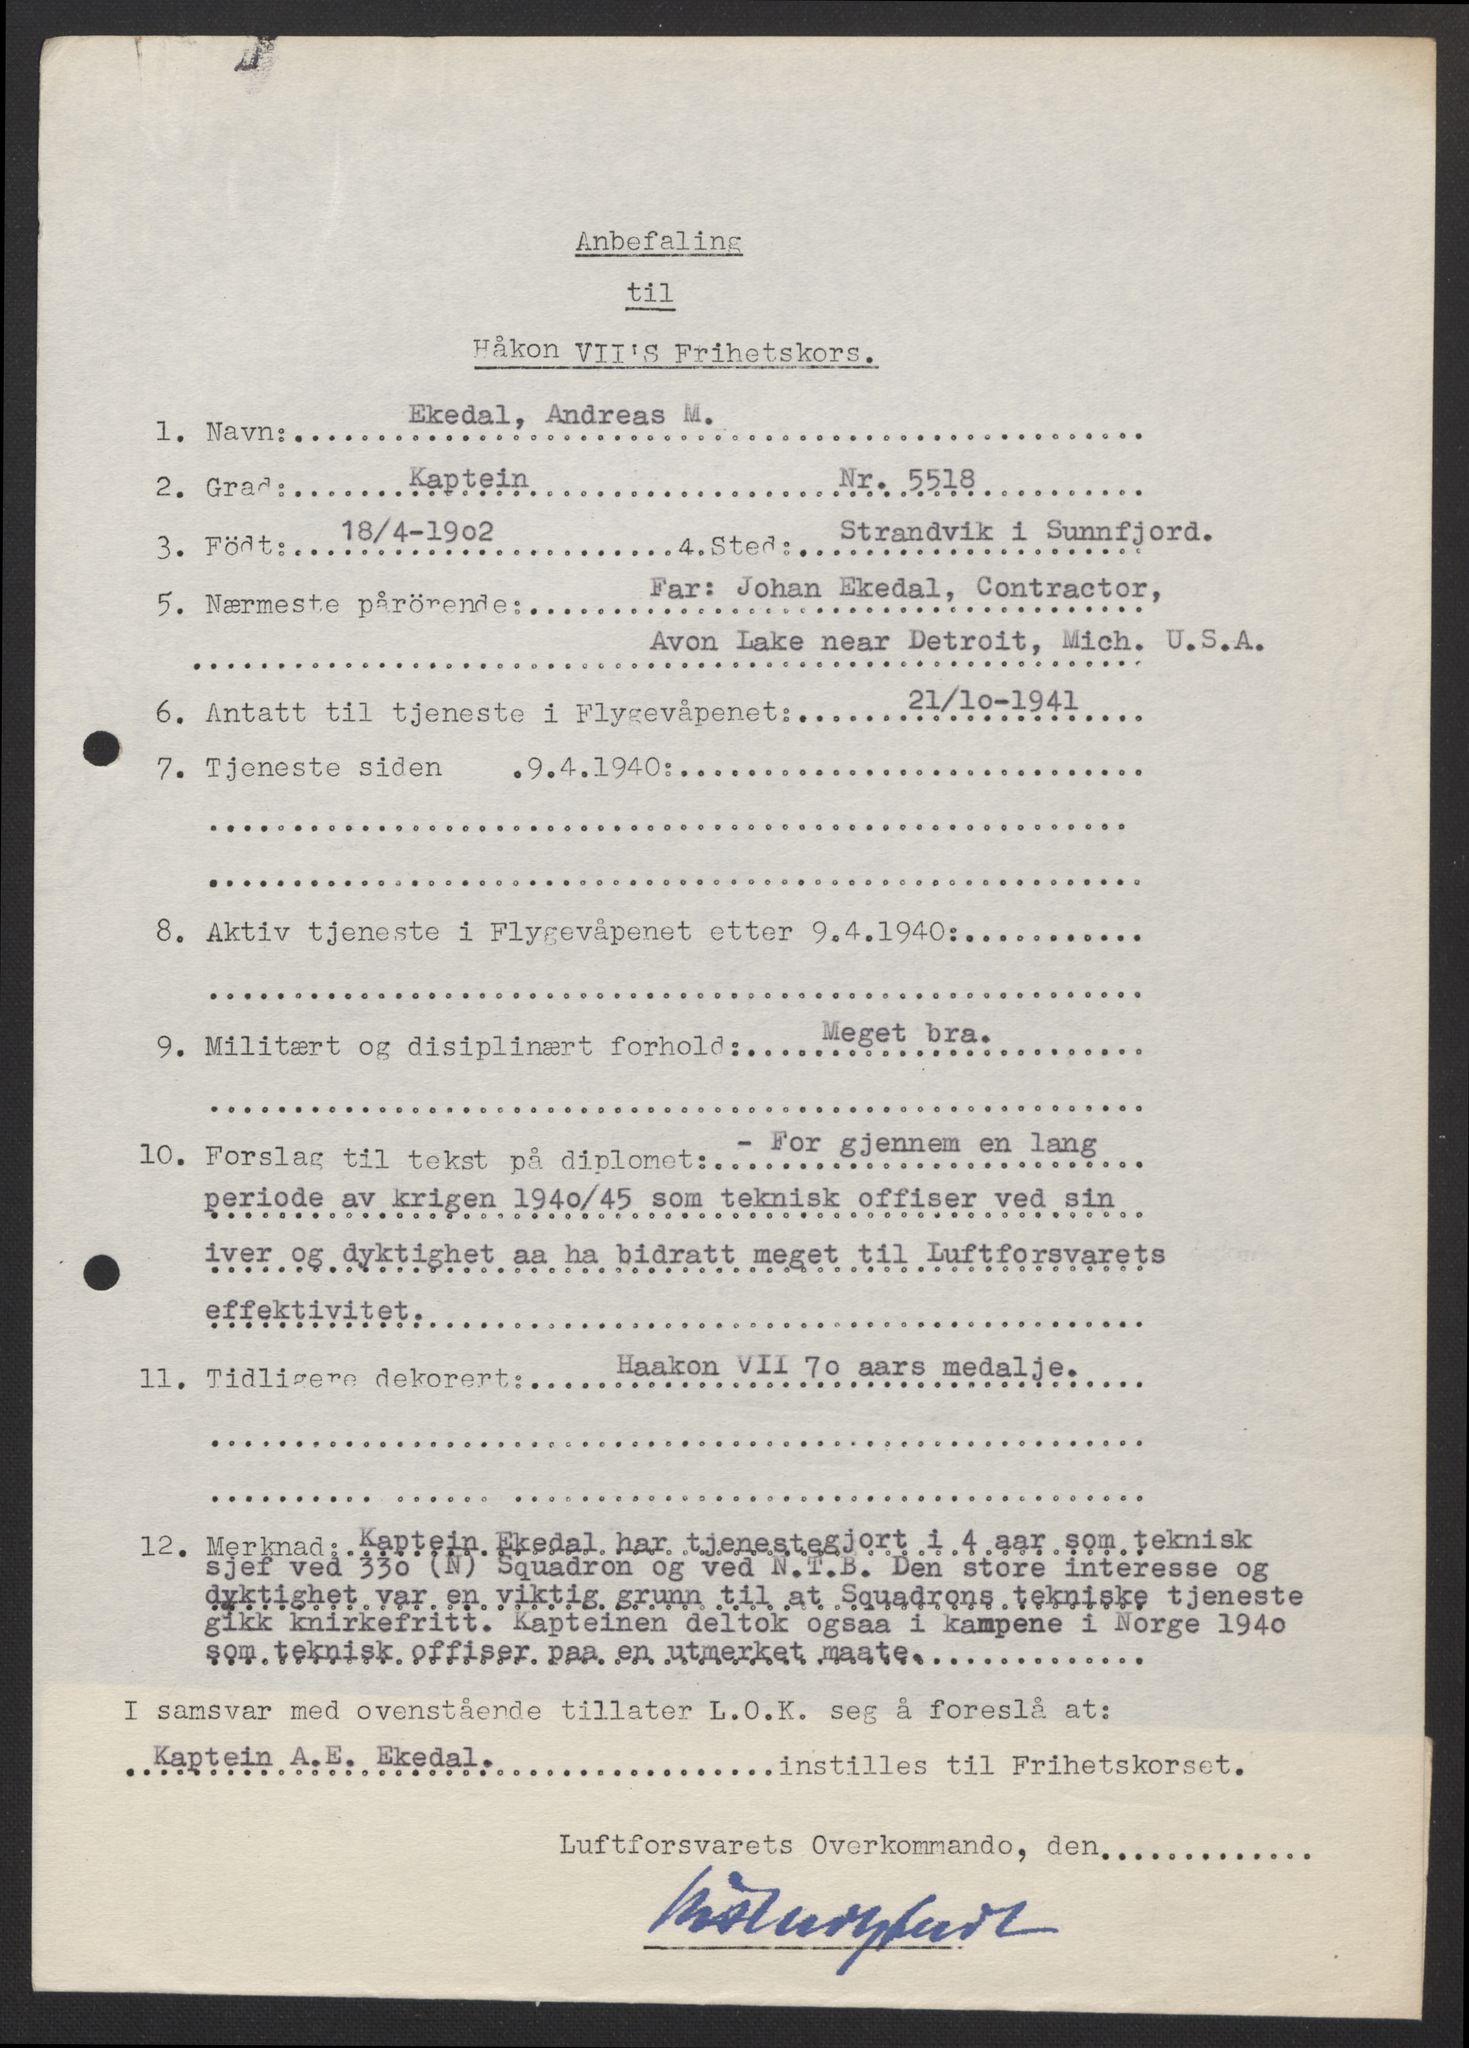 Anbefaling
til
Håkon VII'S Frihetskors.
1. Navn: Ekedal, Andreas M.
2. Grad: Kaptein Nr. 5518
3. Födt: 18/4-19o2 4. Sted: Strandvik i Sunnfjord.
5. Nærmeste pårörende: Far: Johan Ekedal, Contractor,
Avon Lake near Detroit, Mich. U.S.A.
6. Antatt til tjeneste i Flygevåpenet: 21/1o-1941
7. Tjeneste siden .9.4.1940:
8. Aktiv tjeneste i Flygevåpenet etter 9.4.1940:
9. Militært og disiplinært forhold: Meget bra.
10. Forslag til tekst på diplomet: - For gjennem en lang
periode av krigen 194o/45 som teknisk offiser ved sin
iver og dyktighet aa ha bidratt meget til Luftforsvarets
effektivitet.
11. Tidligere dekorert: Haakon VII 7o aars medalje.
12. Merknad: Kaptein Ekedal har tjenestegjort i 4 aar som teknisk
sjef ved 33o (N) Squadron og ved N.T.B. Den store interesse og
dyktighet var en viktig grunn til at Squadrons tekniske tjeneste
gikk knirkefritt. Kapteinen deltok ogsaa i kampene i Norge 194o
som teknisk offiser paa en utmerket maate.
I samsvar med ovenstående tillater L.O.K. seg å foreslå at:
Kaptein A.E. Ekedal. instilles til Frihetskorset.
Luftforsvarets Overkommando, den